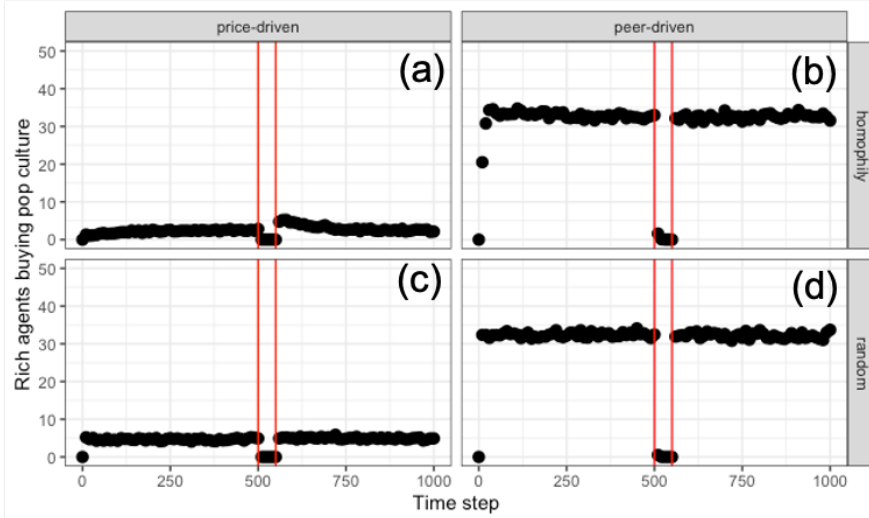 price-driven
peer-driven
Rich agents buying pop culture
50
40
30
20
10
0
(a)
(b)
homophily
50
40
30
20
10
0
(c)
(d)
random
0 250 500 750 1000
0 250 500 750 1000
Time step